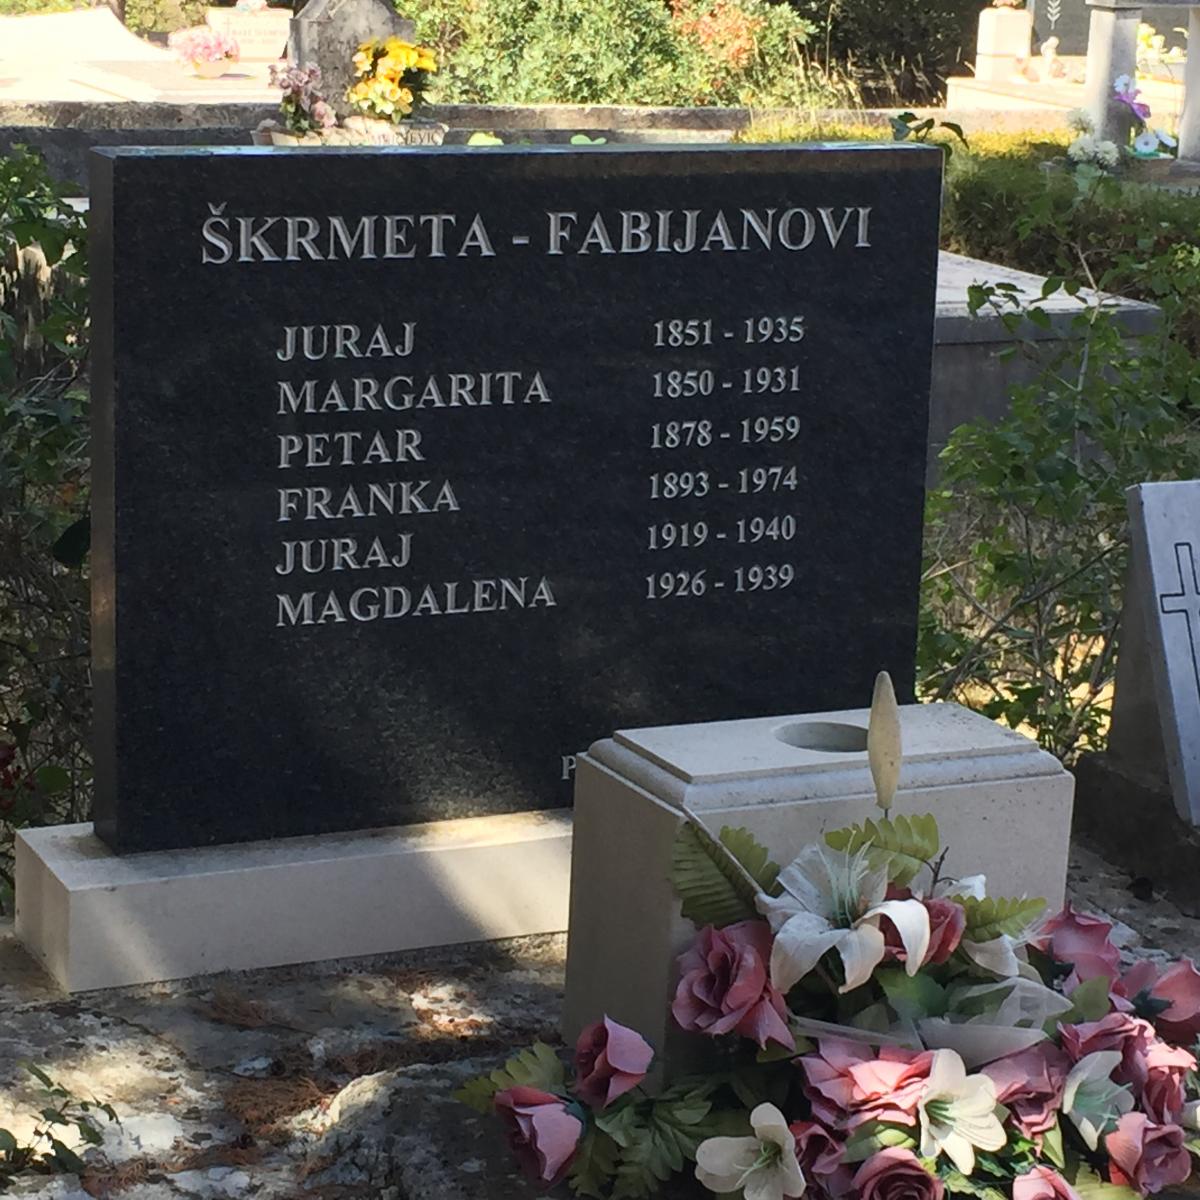 ŠKRMETA - FABIJANOVI
JURAJ 1851 - 1935
MARGARITA 1850 - 1931
PETAR 1878 - 1959
FRANKA 1893 - 1974
JURAJ 1919 - 1940
MAGDALENA 1926 - 1939
P